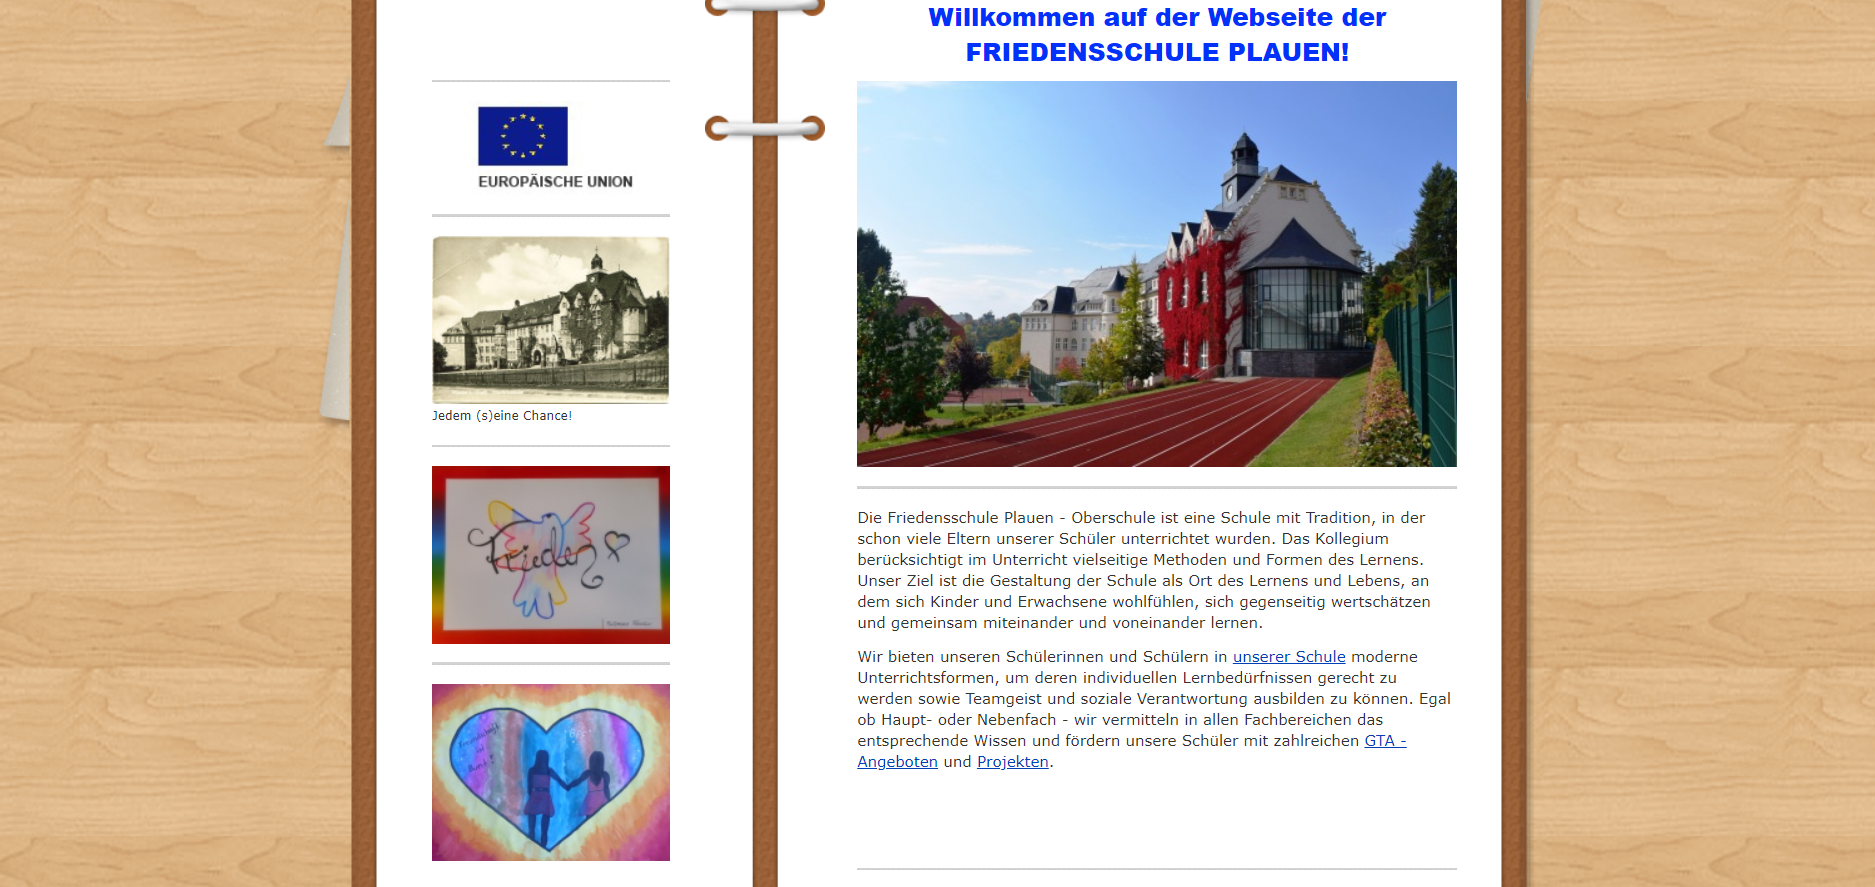 EUROPÄISCHE UNION
Jedem (s)eine Chance!
Frieden
Freundschaft
ist
Bunt!
Willkommen auf der Webseite der
FRIEDENSSCHULE PLAUEN!
Die Friedensschule Plauen - Oberschule ist eine Schule mit Tradition, in der
schon viele Eltern unserer Schüler unterrichtet wurden. Das Kollegium
berücksichtigt im Unterricht vielseitige Methoden und Formen des Lernens.
Unser Ziel ist die Gestaltung der Schule als Ort des Lernens und Lebens, an
dem sich Kinder und Erwachsene wohlfühlen, sich gegenseitig wertschätzen
und gemeinsam miteinander und voneinander lernen.
Wir bieten unseren Schülerinnen und Schülern in unserer Schule moderne
Unterrichtsformen, um deren individuellen Lernbedürfnissen gerecht zu
werden sowie Teamgeist und soziale Verantwortung ausbilden zu können. Egal
ob Haupt- oder Nebenfach - wir vermitteln in allen Fachbereichen das
entsprechende Wissen und fördern unsere Schüler mit zahlreichen GTA -
Angeboten und Projekten.